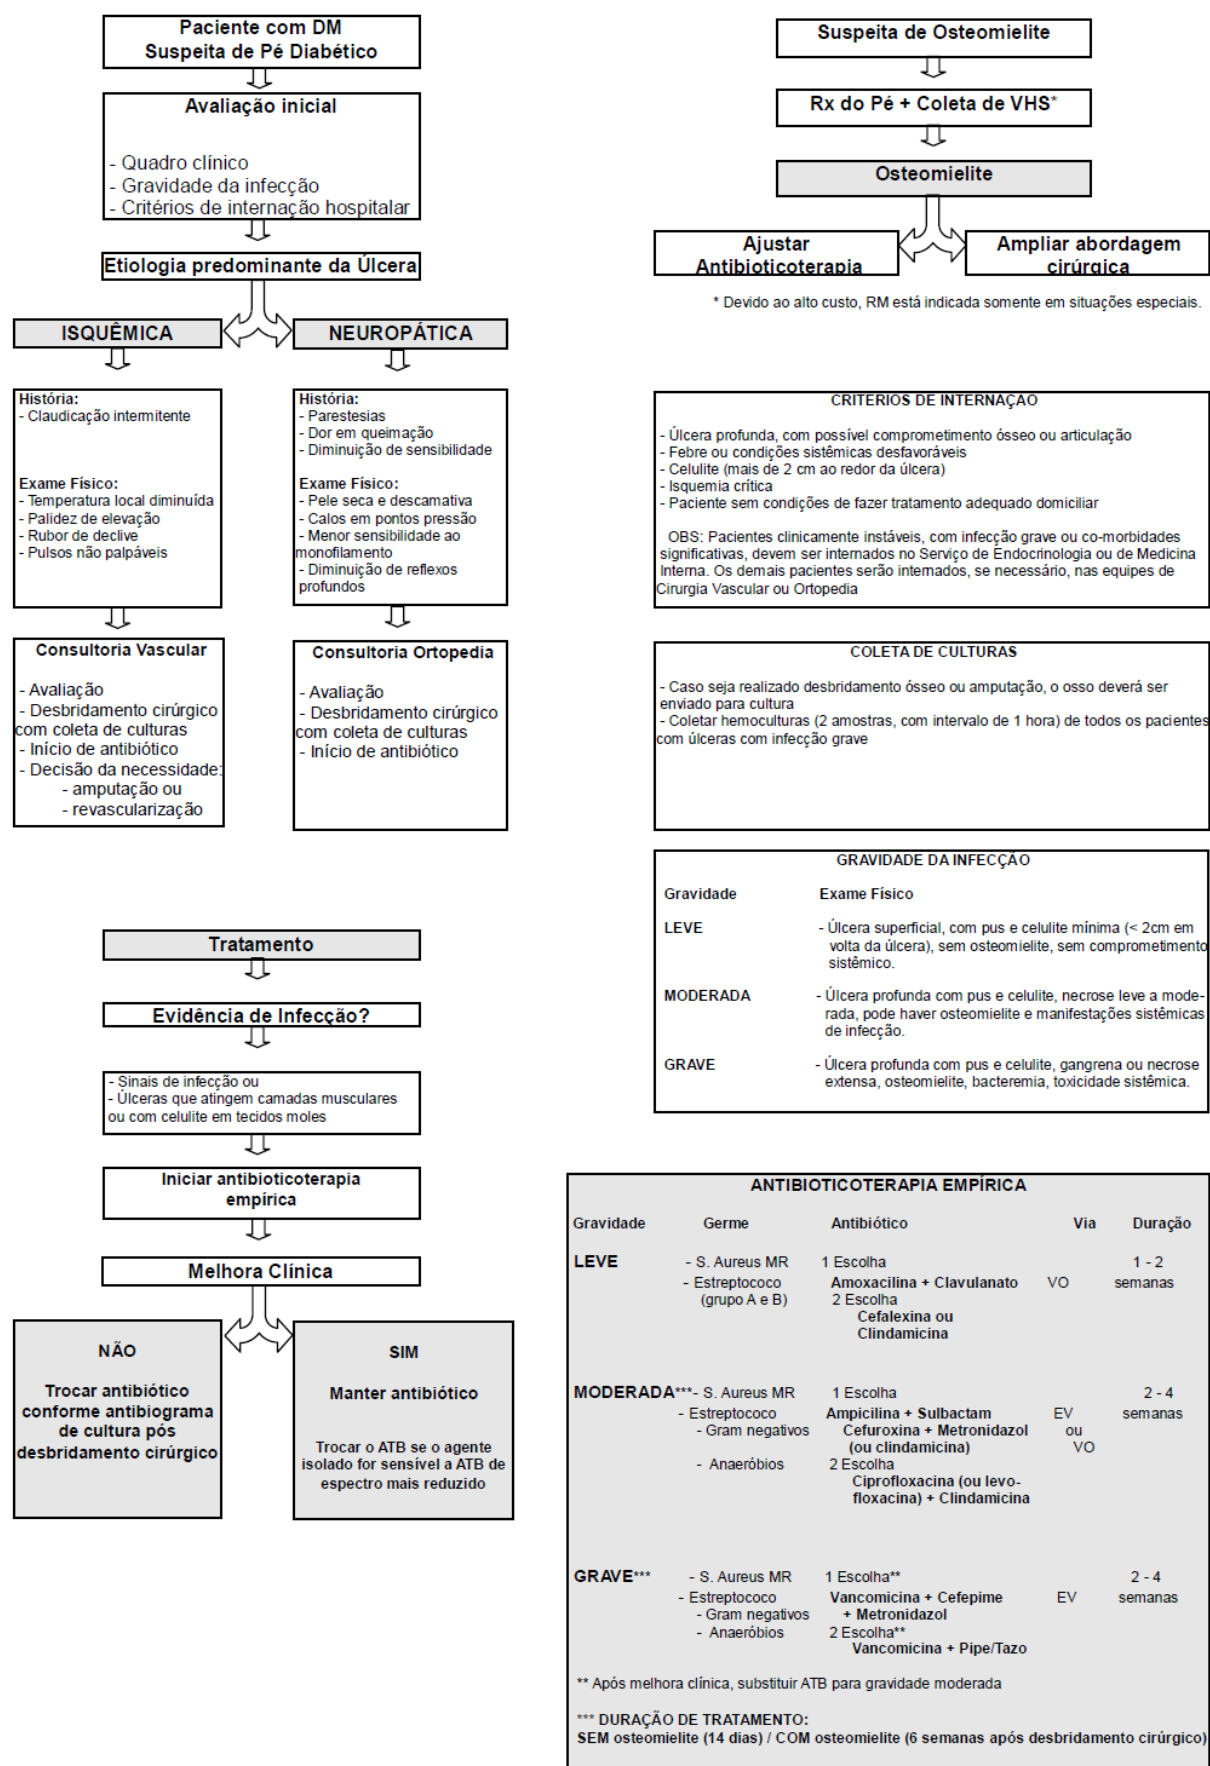 Paciente com DM
Suspeita de Pé Diabético
Avaliação inicial
- Quadro clínico
- Gravidade da infecção
- Critérios de internação hospitalar
Etiologia predominante da Úlcera
ISQUÊMICA
História:
- Claudicação intermitente
Exame Físico:
- Temperatura local diminuída
- Palidez de elevação
- Rubor de declive
- Pulsos não palpáveis
Consultoria Vascular
- Avaliação
- Desbridamento cirúrgico
com coleta de culturas
- Início de antibiótico
- Decisão da necessidade:
- amputação ou
- revascularização
NEUROPÁTICA
História:
- Parestesias
- Dor em queimação
- Diminuição de sensibilidade
Exame Físico:
- Pele seca e descamativa
- Calos em pontos pressão
- Menor sensibilidade ao
monofilamento
- Diminuição de reflexos
profundos
Consultoria Ortopedia
- Avaliação
- Desbridamento cirúrgico
com coleta de culturas
- Início de antibiótico
Tratamento
Evidência de Infecção?
- Sinais de infecção ou
- Úlceras que atingem camadas musculares
ou com celulite em tecidos moles
Iniciar antibioticoterapia
empírica
Melhora Clínica
NÃO
Trocar antibiótico
conforme antibiograma
de cultura pós
desbridamento cirúrgico
SIM
Manter antibiótico
Trocar o ATB se o agente
isolado for sensível a ATB de
espectro mais reduzido
Suspeita de Osteomielite
Rx do Pé + Coleta de VHS*
Osteomielite
Ajustar
Antibioticoterapia
Ampliar abordagem
cirúrgica
* Devido ao alto custo, RM está indicada somente em situações especiais.
CRITERIOS DE INTERNAÇAO
- Úlcera profunda, com possível comprometimento ósseo ou articulação
- Febre ou condições sistêmicas desfavoráveis
- Celulite (mais de 2 cm ao redor da úlcera)
- Isquemia crítica
- Paciente sem condições de fazer tratamento adequado domiciliar
OBS: Pacientes clinicamente instáveis, com infecção grave ou co-morbidades
significativas, devem ser internados no Serviço de Endocrinologia ou de Medicina
Interna. Os demais pacientes serão internados, se necessário, nas equipes de
Cirurgia Vascular ou Ortopedia
COLETA DE CULTURAS
- Caso seja realizado desbridamento ósseo ou amputação, o osso deverá ser
enviado para cultura
- Coletar hemoculturas (2 amostras, com intervalo de 1 hora) de todos os pacientes
com úlceras com infecção grave
GRAVIDADE DA INFECÇÃO
Gravidade Exame Físico
LEVE - Úlcera superficial, com pus e celulite mínima (< 2cm em
volta da úlcera), sem osteomielite, sem comprometimento
sistêmico.
MODERADA - Úlcera profunda com pus e celulite, necrose leve a mode-
rada, pode haver osteomielite e manifestações sistêmicas
de infecção.
GRAVE - Úlcera profunda com pus e celulite, gangrena ou necrose
extensa, osteomielite, bacteremia, toxicidade sistêmica.
ANTIBIOTICOTERAPIA EMPÍRICA
Gravidade Germe Antibiótico Via Duração
LEVE - S. Aureus MR 1 Escolha 1 - 2
- Estreptococo Amoxacilina + Clavulanato VO semanas
(grupo A e B) 2 Escolha
Cefalexina ou
Clindamicina
MODERADA***- S. Aureus MR 1 Escolha 2 - 4
- Estreptococo Ampicilina + Sulbactam EV semanas
- Gram negativos Cefuroxina + Metronidazol ou
(ou clindamicina) VO
- Anaeróbios 2 Escolha
Ciprofloxacina (ou levo-
floxacina) + Clindamicina
GRAVE*** - S. Aureus MR 1 Escolha** 2 - 4
- Estreptococo Vancomicina + Cefepime EV semanas
- Gram negativos + Metronidazol
- Anaeróbios 2 Escolha**
Vancomicina + Pipe/Tazo
** Após melhora clínica, substituir ATB para gravidade moderada
*** DURAÇÃO DE TRATAMENTO:
SEM osteomielite (14 dias) / COM osteomielite (6 semanas após desbridamento cirúrgico)